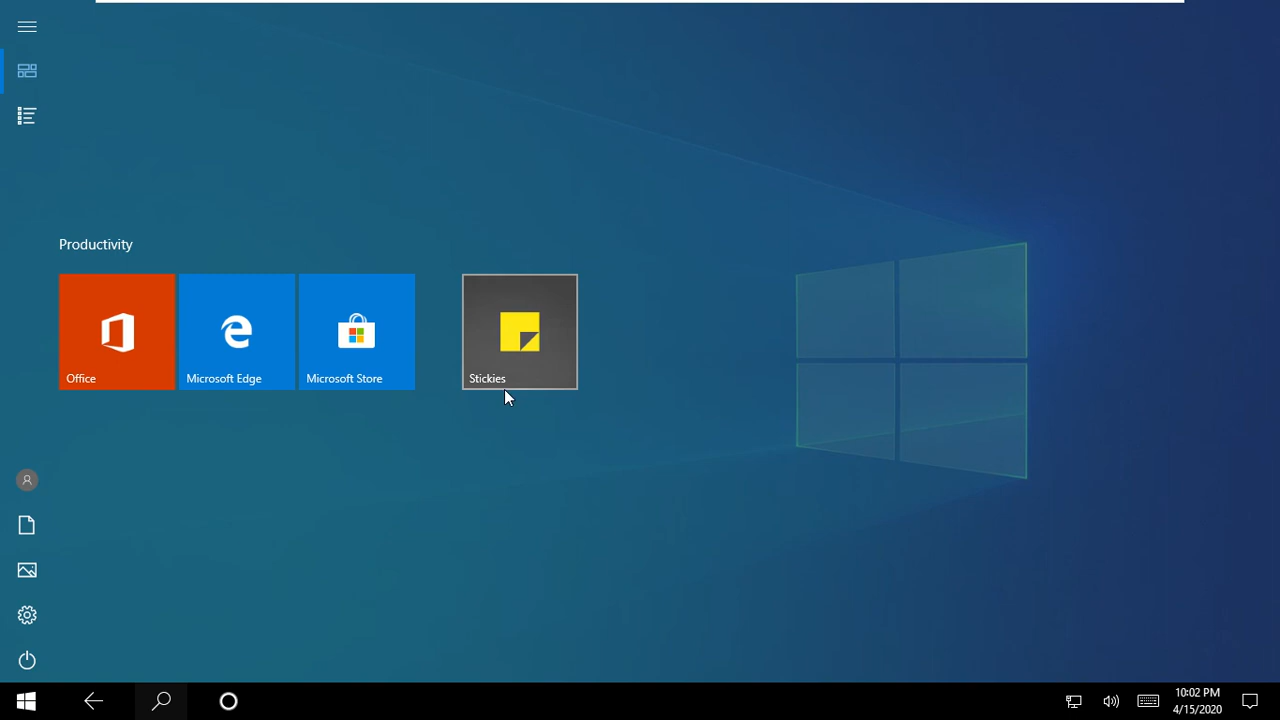 Productivity
Office
Microsoft Edge
Microsoft Store
Stickies
10:02 PM
4/15/2020